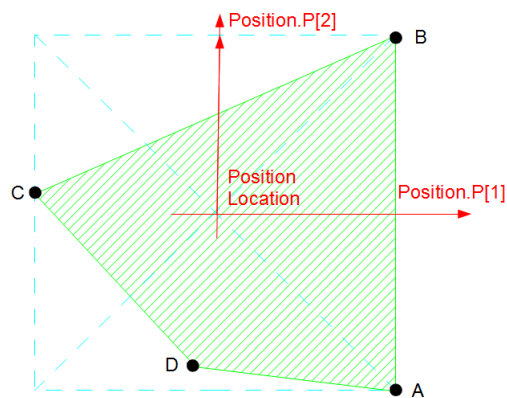 Position.P[2]
B
Position
Location
C
Position.P[1]
D
A